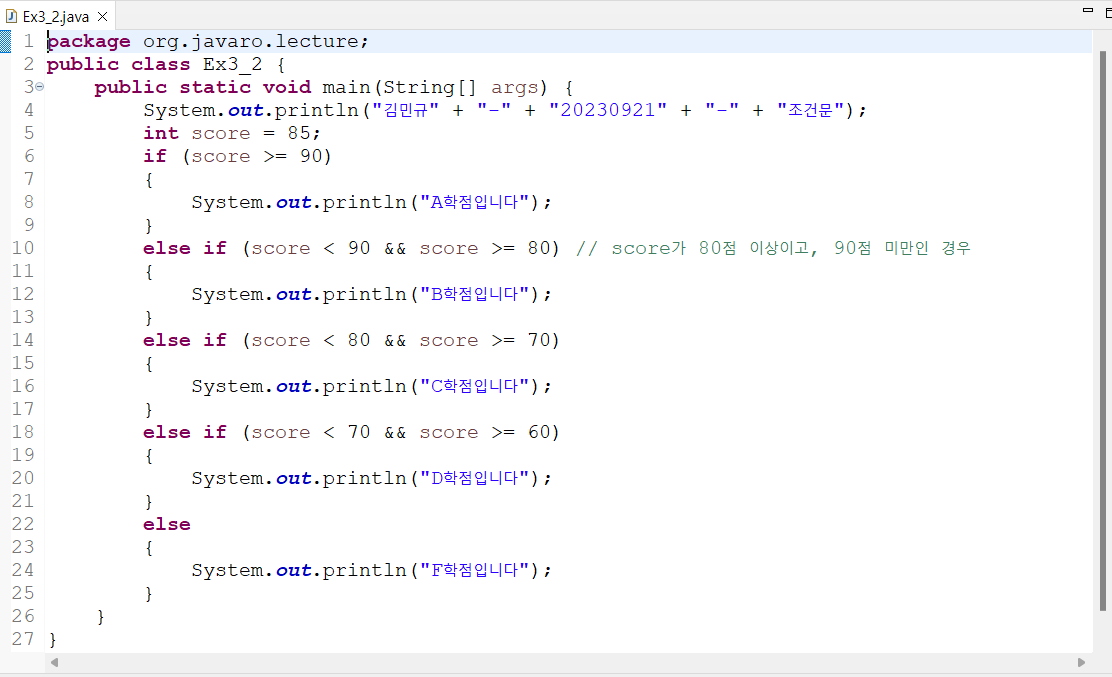 Ex3_2.java
1 package org.javaro.lecture;
2 public class Ex3_2 {
3 public static void main(String[] args) {
4 System.out.println("김민규" + "-" + "20230921" + "-" + "조건문");
5 int score = 85;
6 if (score >= 90)
7 {
8 System.out.println("A학점입니다");
9 }
10 else if (score < 90 && score >= 80) // score가 80점 이상이고, 90점 미만인 경우
11 {
12 System.out.println("B학점입니다");
13 }
14 else if (score < 80 && score >= 70)
15 {
16 System.out.println("C학점입니다");
17 }
18 else if (score < 70 && score >= 60)
19 {
20 System.out.println("D학점입니다");
21 }
22 else
23 {
24 System.out.println("F학점입니다");
25 }
26 }
27 }